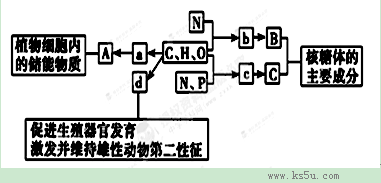 植物细胞内
的储能物质
A
a
C、H、O
N
b
B
N、P
c
C
核糖体的
主要成分
d
促进生殖器官发育
激发并维持雄性动物第二性征
www.ks5u.com